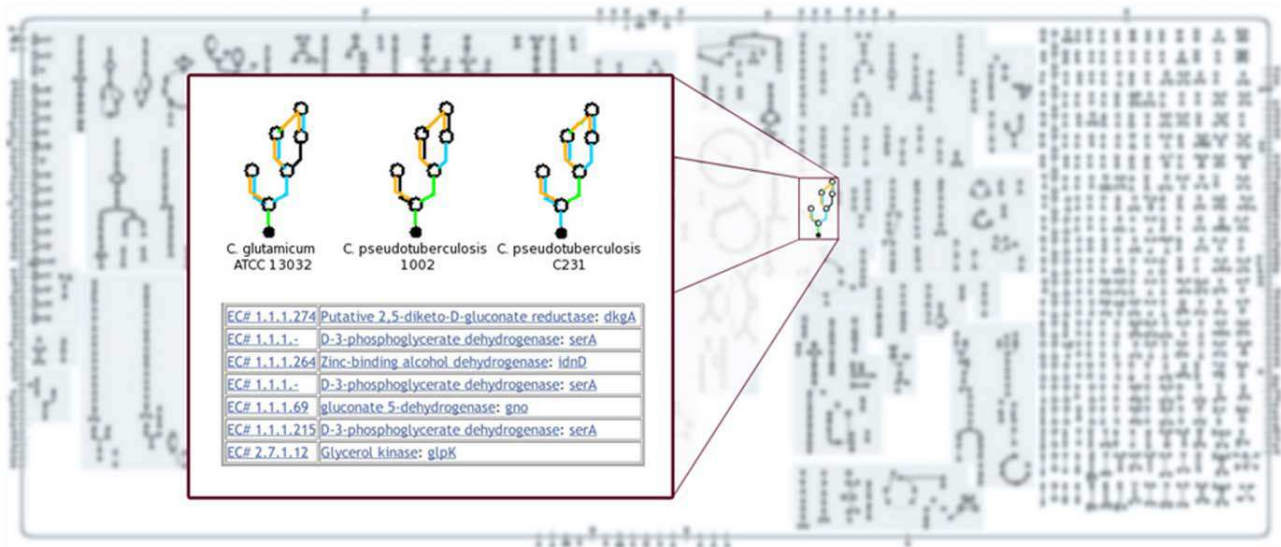 C. glutamicum
ATCC 13032
C. pseudotuberculosis
1002
C. pseudotuberculosis
C231
EC# 1.1.1.274 Putative 2,5-diketo-D-gluconate reductase: dkgA
EC# 1.1.1.- D-3-phosphoglycerate dehydrogenase: serA
EC# 1.1.1.264 Zinc-binding alcohol dehydrogenase: idnD
EC# 1.1.1.- D-3-phosphoglycerate dehydrogenase: serA
EC# 1.1.1.69 gluconate 5-dehydrogenase: gno
EC# 1.1.1.215 D-3-phosphoglycerate dehydrogenase: serA
EC# 2.7.1.12 Glycerol kinase: glpK